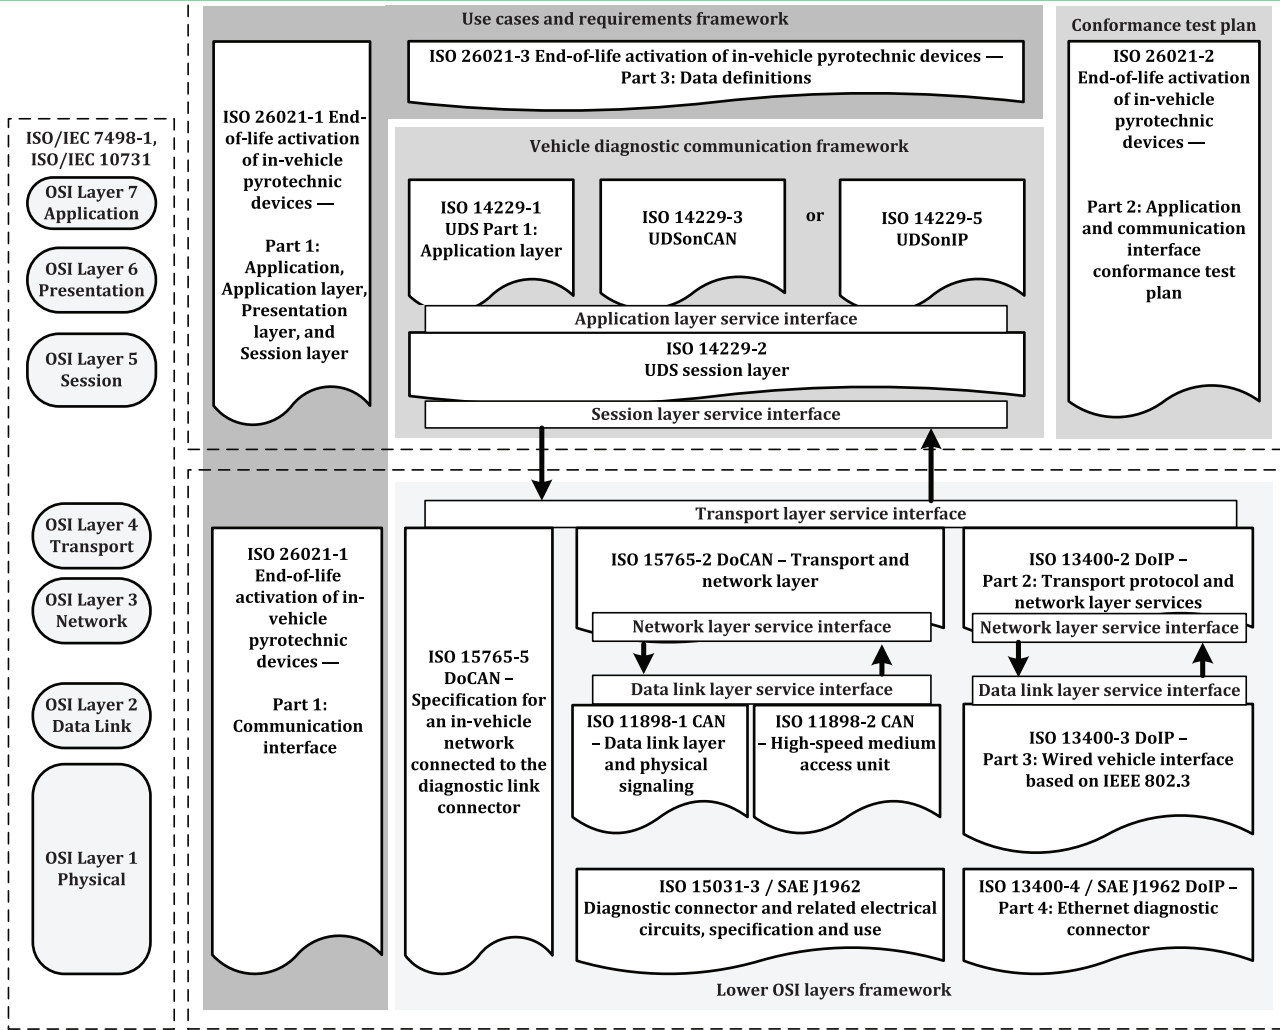 Use cases and requirements framework
Conformance test plan
ISO/IEC 7498-1,
ISO/IEC 10731
OSI Layer 7
Application
OSI Layer 6
Presentation
OSI Layer 5
Session
OSI Layer 4
Transport
OSI Layer 3
Network
OSI Layer 2
Data Link
OSI Layer 1
Physical
ISO 26021-1 End-
of-life activation
of in-vehicle
pyrotechnic
devices —
Part 1:
Application,
Application layer,
Presentation
layer, and
Session layer
ISO 26021-3 End-of-life activation of in-vehicle pyrotechnic devices —
Part 3: Data definitions
Vehicle diagnostic communication framework
ISO 14229-1
UDS Part 1:
Application layer
ISO 14229-3
UDSonCAN
or
ISO 14229-5
UDSonIP
Application layer service interface
ISO 14229-2
UDS session layer
Session layer service interface
ISO 26021-2
End-of-life activation
of in-vehicle
pyrotechnic
devices —
Part 2: Application
and communication
interface
conformance test
plan
ISO 26021-1
End-of-life
activation of in-
vehicle
pyrotechnic
devices —
Part 1:
Communication
interface
Transport layer service interface
ISO 15765-5
DoCAN –
Specification for
an in-vehicle
network
connected to the
diagnostic link
connector
ISO 15765-2 DoCAN – Transport and
network layer
Network layer service interface
Data link layer service interface
ISO 11898-1 CAN
– Data link layer
and physical
signaling
ISO 11898-2 CAN
– High-speed medium
access unit
ISO 15031-3 / SAE J1962
Diagnostic connector and related electrical
circuits, specification and use
ISO 13400-2 DoIP –
Part 2: Transport protocol and
network layer services
Network layer service interface
Data link layer service interface
ISO 13400-3 DoIP –
Part 3: Wired vehicle interface
based on IEEE 802.3
ISO 13400-4 / SAE J1962 DoIP –
Part 4: Ethernet diagnostic
connector
Lower OSI layers framework